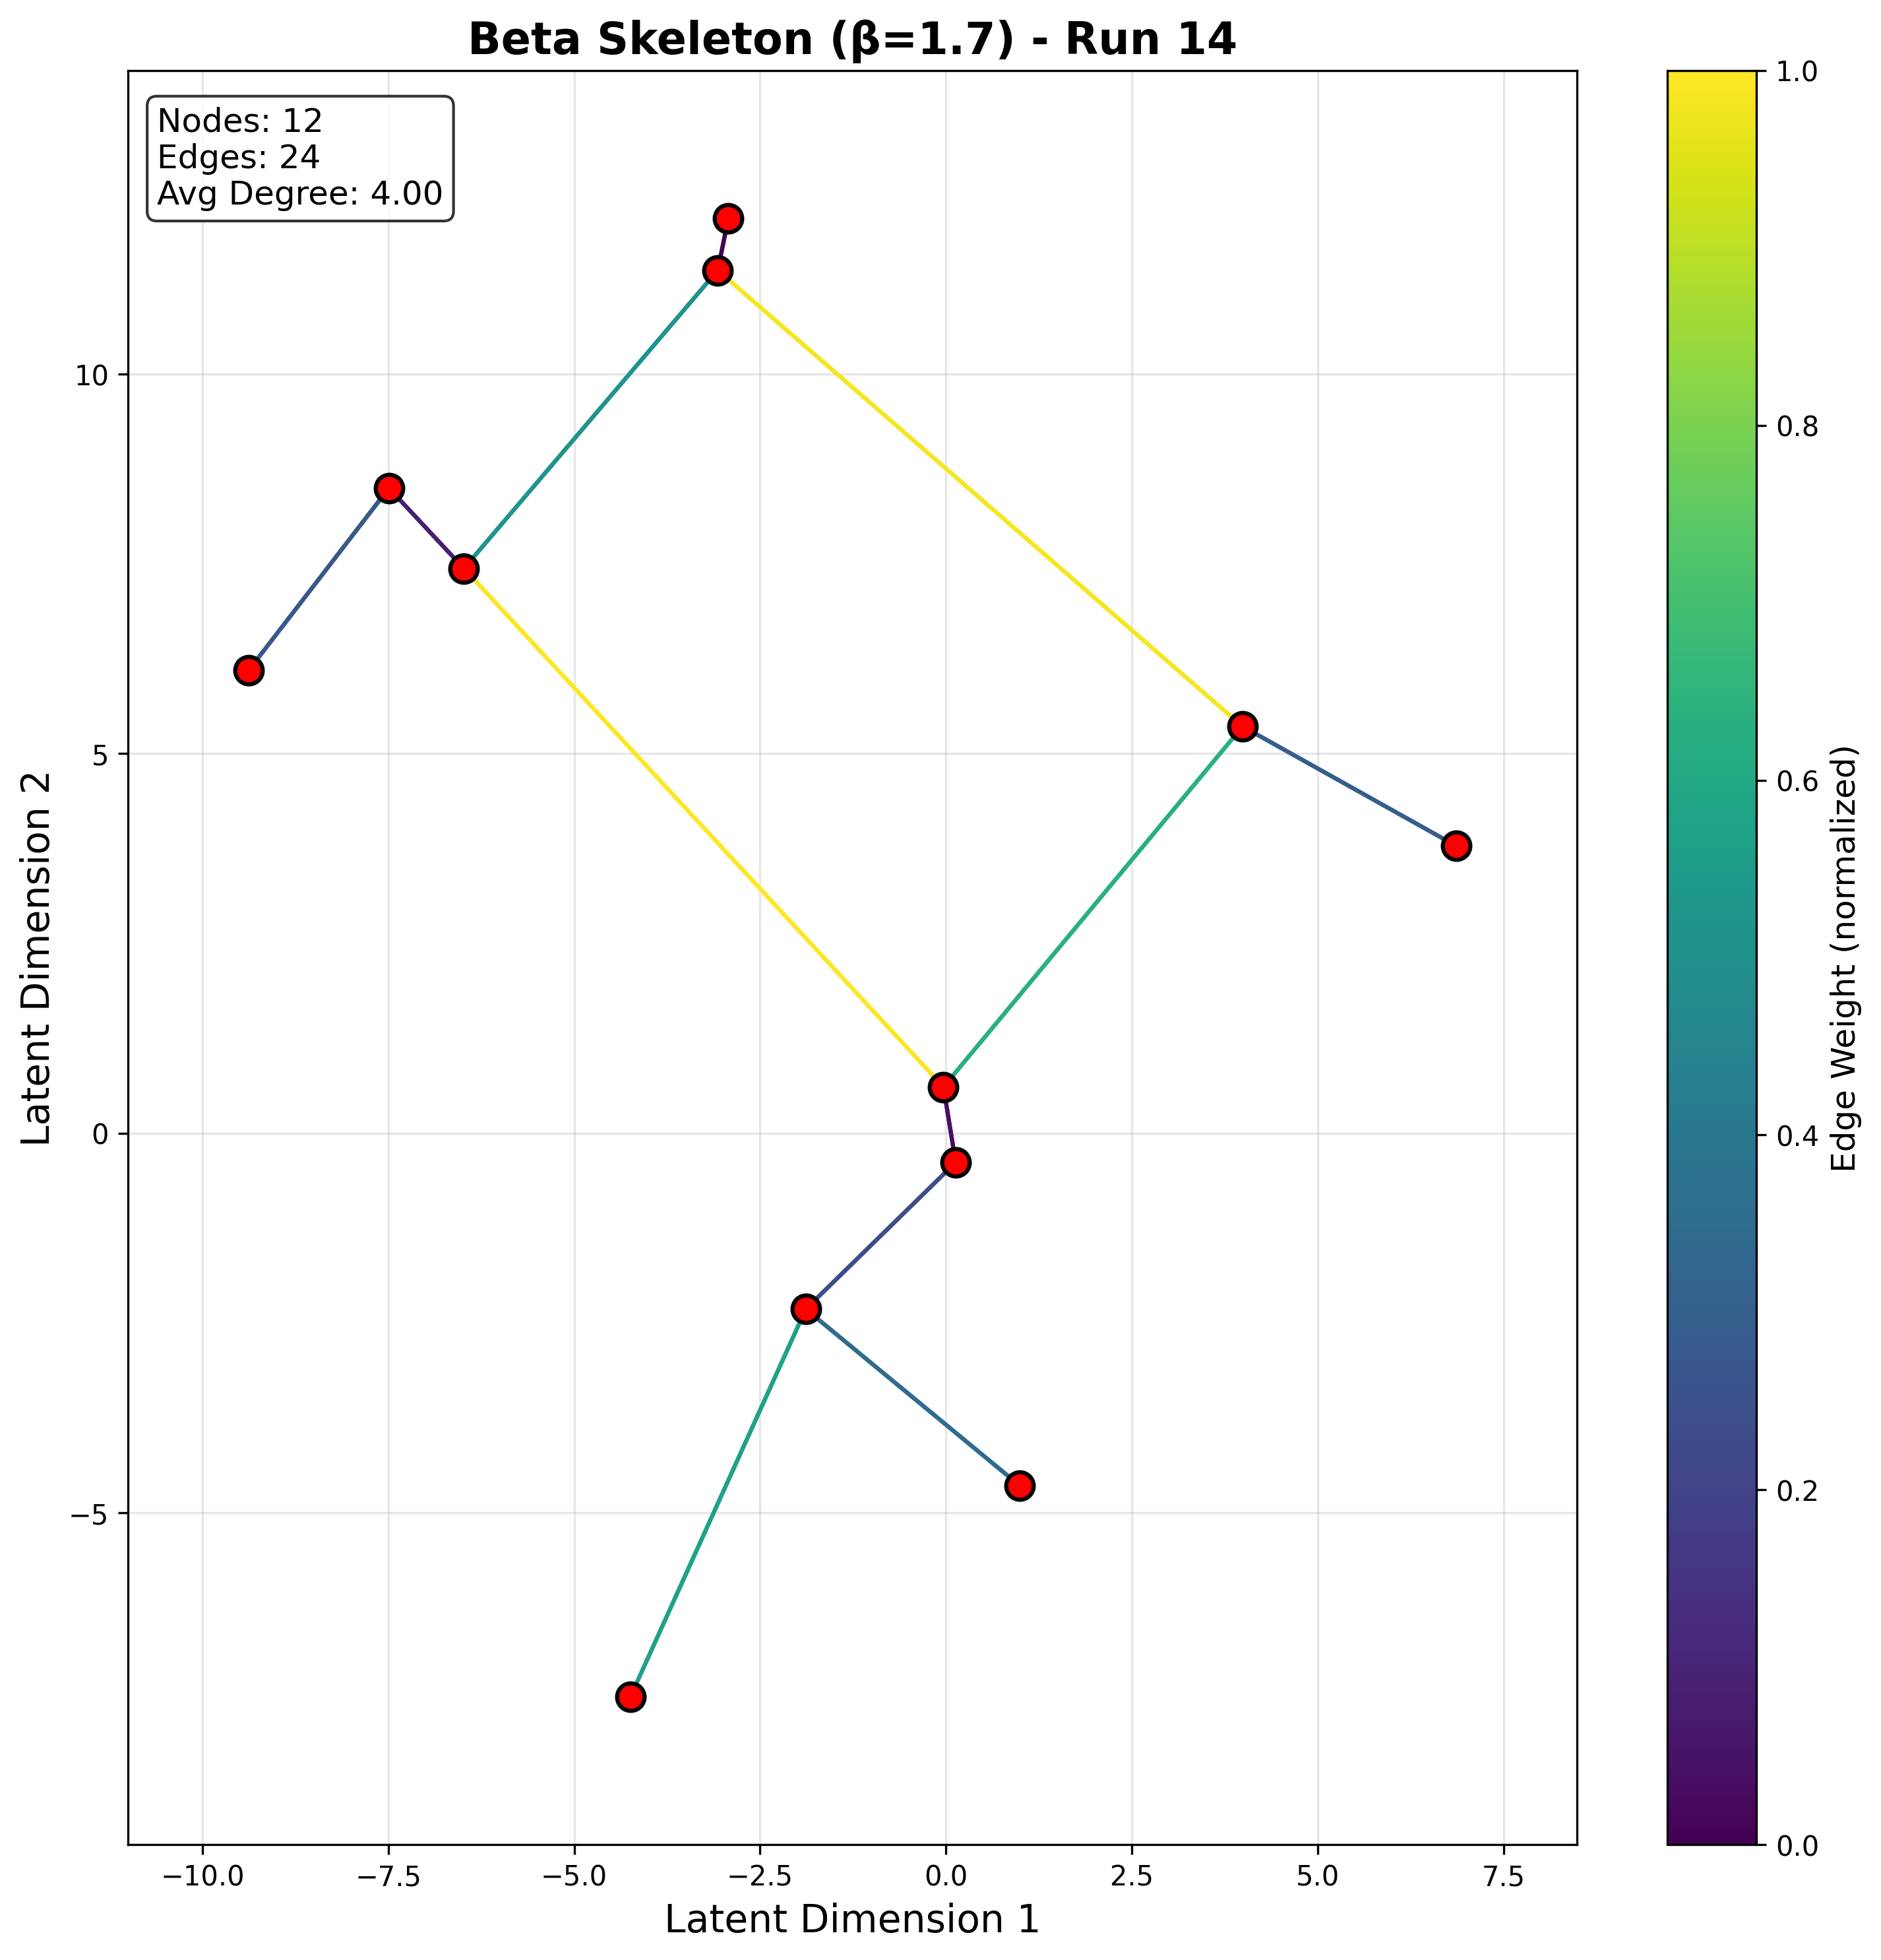 Beta Skeleton (β=1.7) - Run 14
Nodes: 12
Edges: 24
Avg Degree: 4.00
10
5
0
−5
−10.0
−7.5
−5.0
−2.5
0.0
2.5
5.0
7.5
Latent Dimension 1
Latent Dimension 2
1.0
0.8
0.6
0.4
0.2
0.0
Edge Weight (normalized)